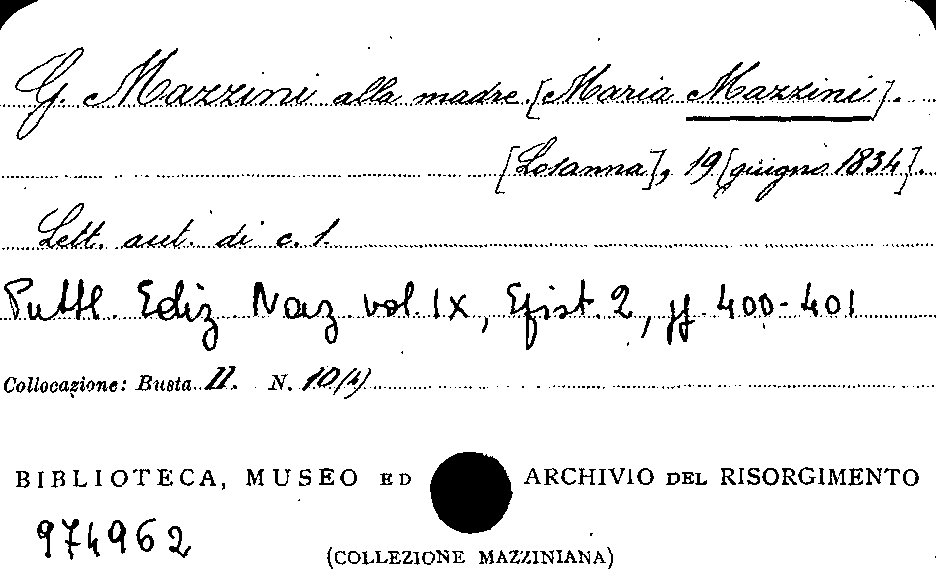 G. Mazzini alla madre [Maria Mazzini].
[Losanna], 19 [giugno 1834].
Lett. aut. di c. 1.
Pubbl. Ediz Naz vol. IX, Epist. 2, pp. 400-401
Collocazione: Busta II. N. 10(4)
BIBLIOTECA, MUSEO ED ARCHIVIO DEL RISORGIMENTO
974962
(COLLEZIONE MAZZINIANA)